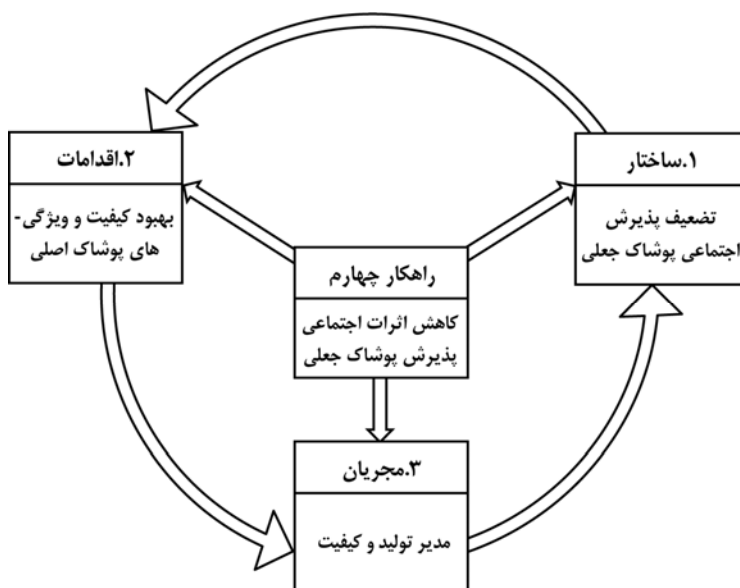 ۱.ساختار
تضعیف پذیرش
اجتماعی پوشاک جعلی
۲.اقدامات
بهبود کیفیت و ویژگی-
های پوشاک اصلی
راهکار چهارم
کاهش اثرات اجتماعی
پذیرش پوشاک جعلی
۳.مجریان
مدیر تولید و کیفیت